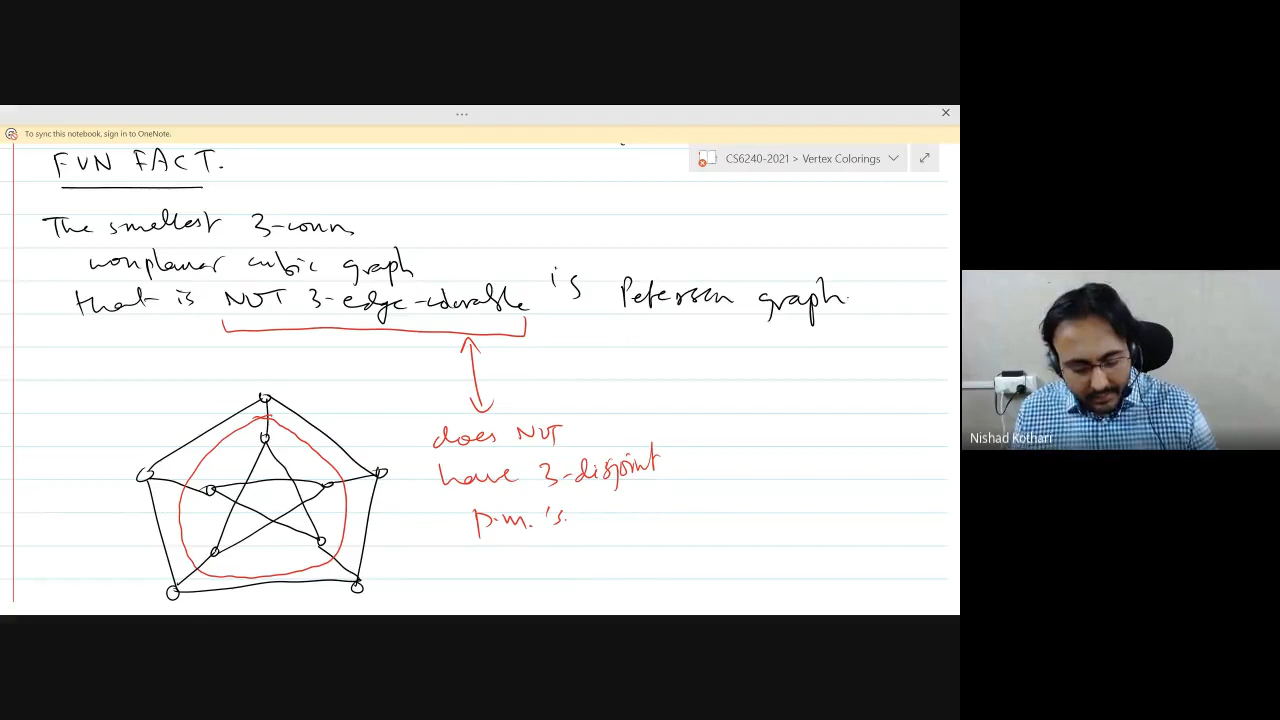 To sync this notebook, sign in to OneNote.
CS6240-2021 > Vertex Colorings
FUN FACT.
The smallest 3-conn
nonplanar cubic graph
that is NOT 3-edge-colorable is Petersen graph.
does NOT
have 3-disjoint
p.m.'s.
Nishad Kothari